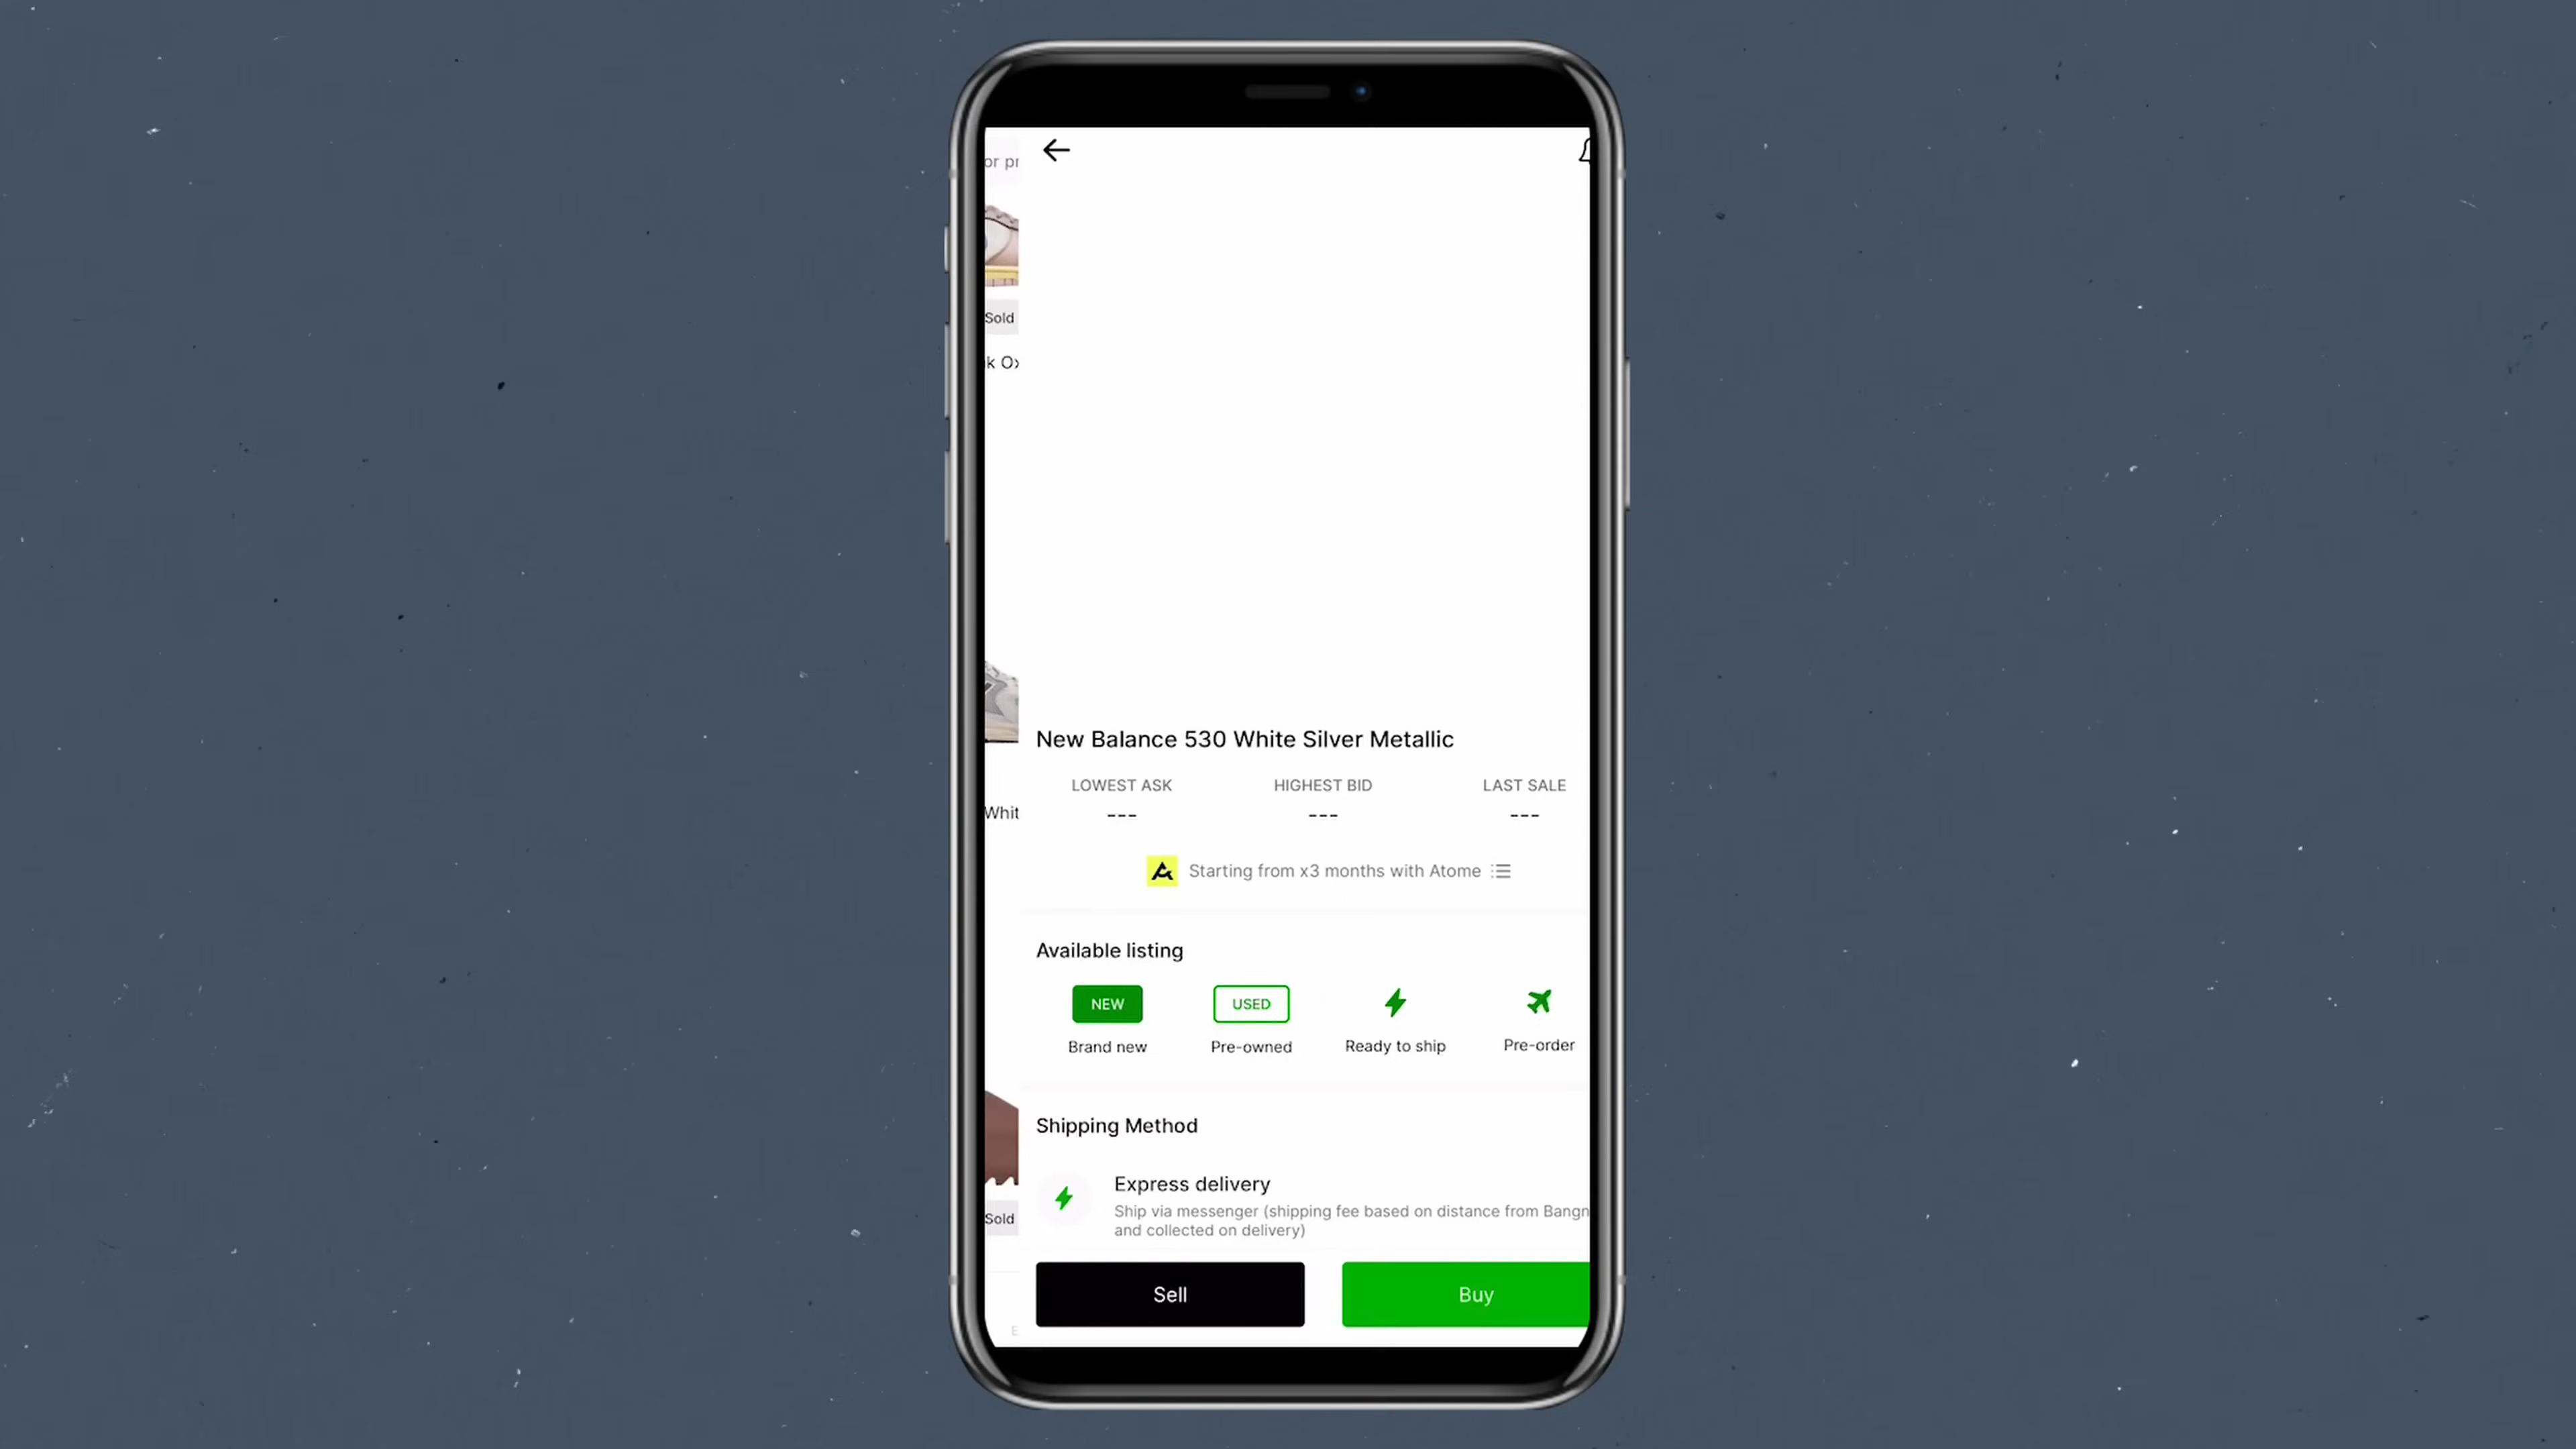 or pr
Sold
k Ox
New Balance 530 White Silver Metallic
LOWEST ASK
HIGHEST BID
LAST SALE
---
---
---
Whit
Starting from x3 months with Atome
Available listing
NEW
USED
Brand new
Pre-owned
Ready to ship
Pre-order
Shipping Method
Express delivery
Ship via messenger (shipping fee based on distance from Bangn
and collected on delivery)
Sold
Sell
Buy
E